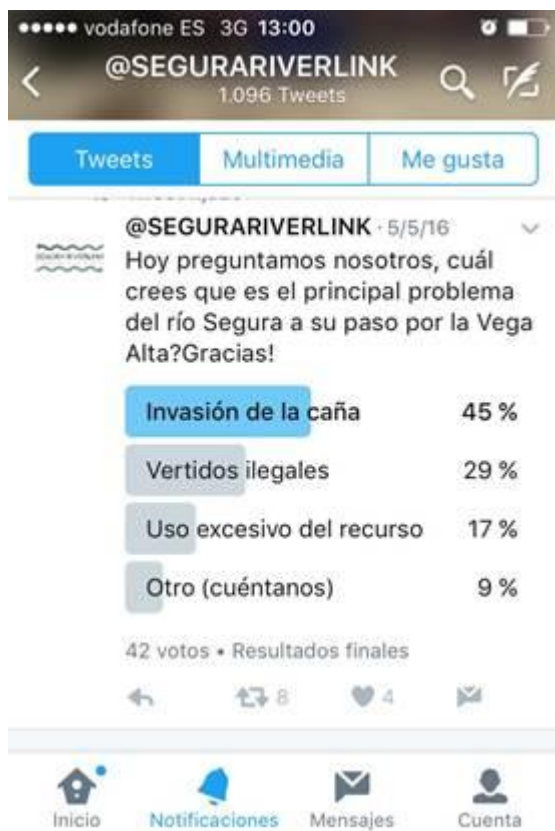 vodafone ES 3G 13:00
@SEGURARIVERLINK
1.096 Tweets
Tweets Multimedia Me gusta
@SEGURARIVERLINK · 5/5/16
Hoy preguntamos nosotros, cuál
crees que es el principal problema
del río Segura a su paso por la Vega
Alta?Gracias!
Invasión de la caña 45 %
Vertidos ilegales 29 %
Uso excesivo del recurso 17 %
Otro (cuéntanos) 9 %
42 votos • Resultados finales
8 4
Inicio Notificaciones Mensajes Cuenta